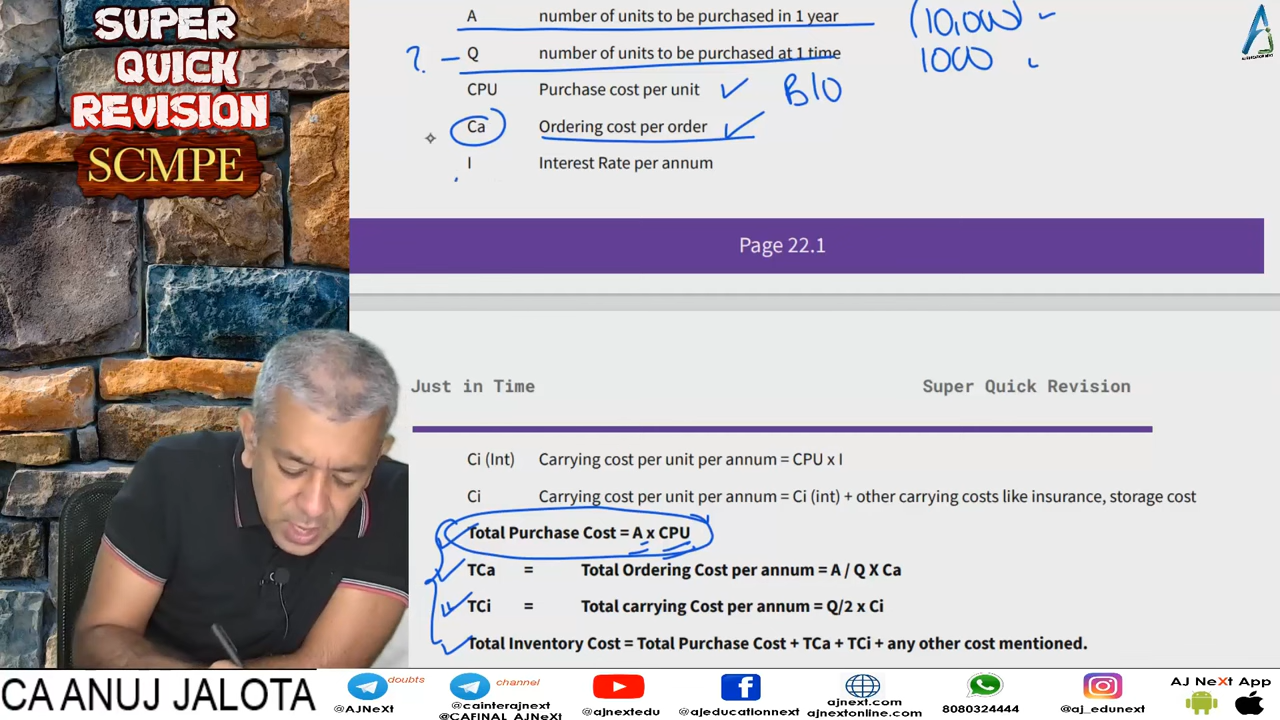 SUPER
QUICK
REVISION
SCMPE
A number of units to be purchased in 1 year (10,000)
? Q number of units to be purchased at 1 time 1000
CPU Purchase cost per unit B/O
Ca Ordering cost per order
I Interest Rate per annum
Page 22.1
Just in Time Super Quick Revision
Ci (Int) Carrying cost per unit per annum = CPU x I
Ci Carrying cost per unit per annum = Ci (int) + other carrying costs like insurance, storage cost
Total Purchase Cost = A x CPU
TCa = Total Ordering Cost per annum = A / Q X Ca
TCi = Total carrying Cost per annum = Q/2 x Ci
Total Inventory Cost = Total Purchase Cost + TCa + TCi + any other cost mentioned.
CA ANUJ JALOTA
doubts
@AJNeXt
channel
@cainterajnext
@CAFINAL_AJNeXt
@ajnextedu
@ajeducationnext
ajnext.com
ajnextonline.com
8080324444
@aj_edunext
AJ NeXt App